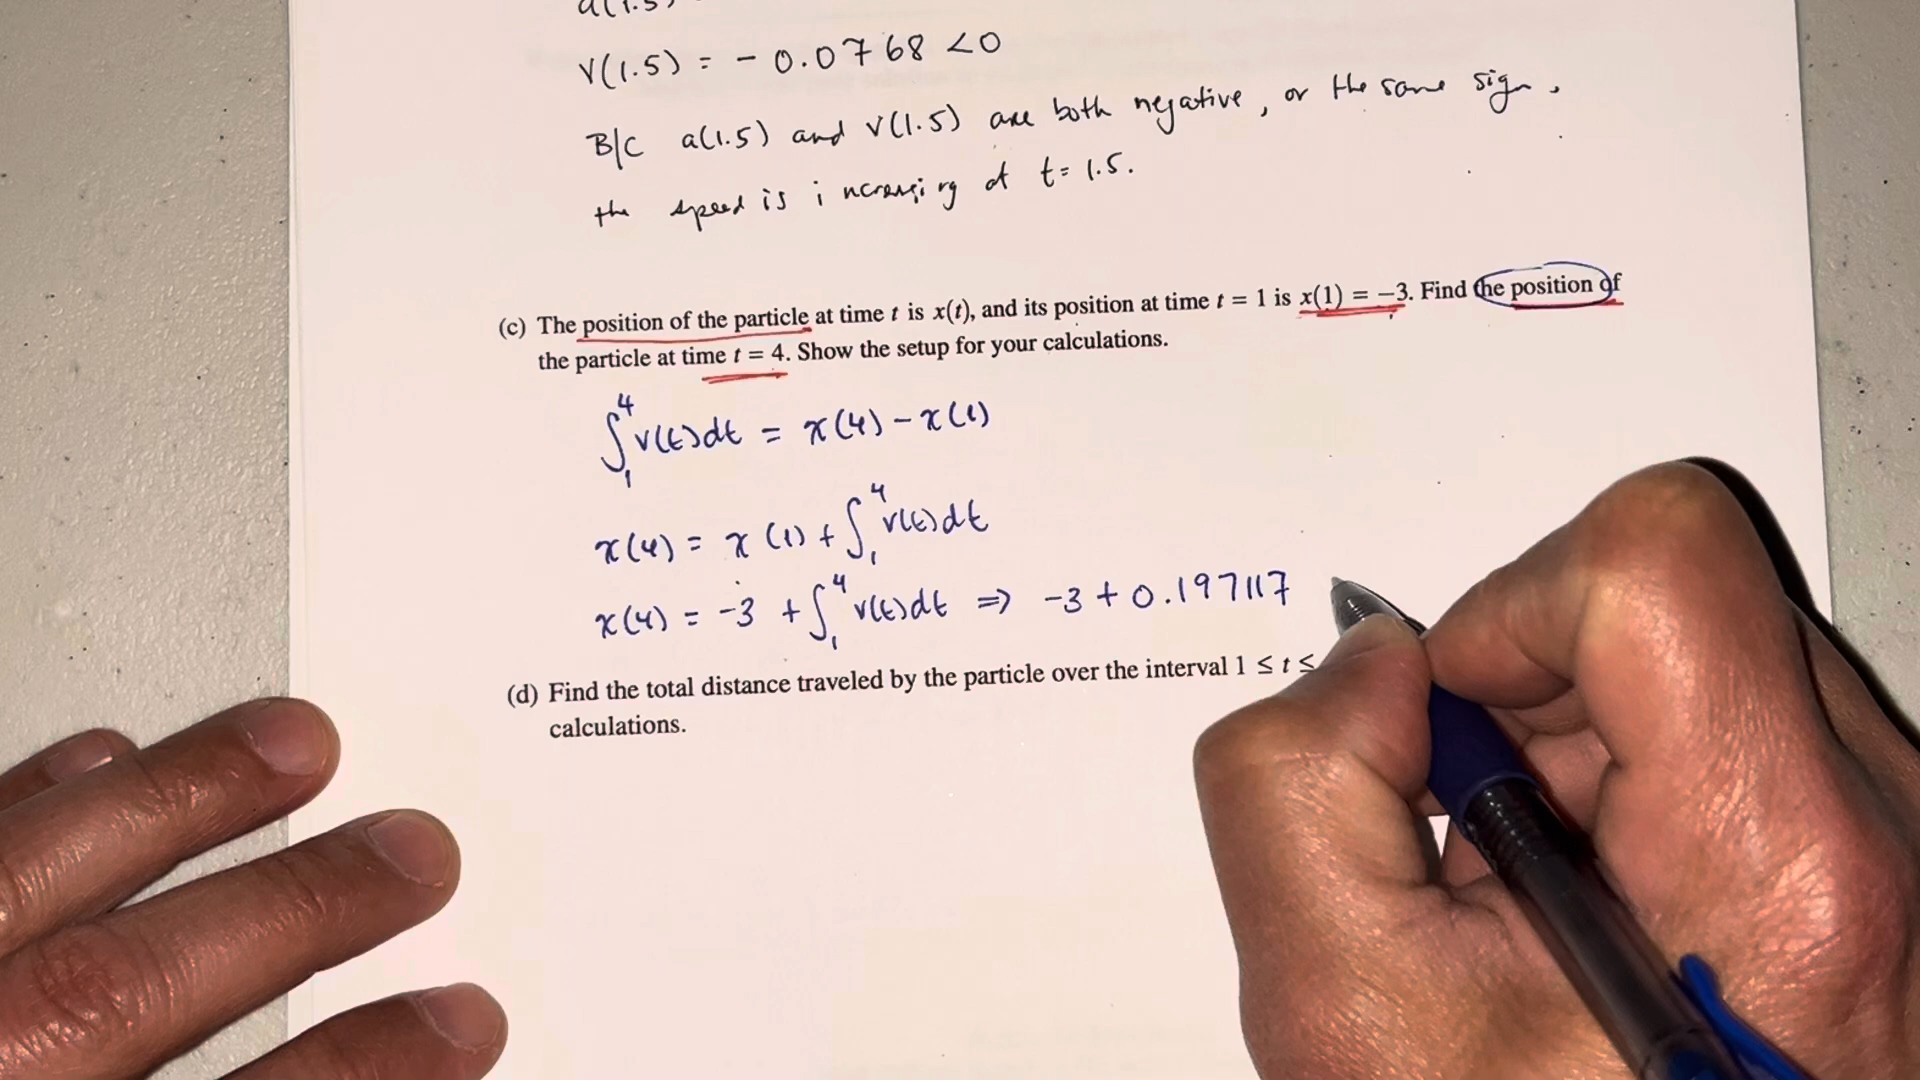 a(1.5)
v(1.5) = -0.0768 <0
B/C a(1.5) and v(1.5) are both negative, or the same sign,
the speed is increasing at t= 1.5.
(c) The position of the particle at time t is x(t), and its position at time t = 1 is x(1) = −3. Find the position of
the particle at time t = 4. Show the setup for your calculations.
∫₁⁴ v(t)dt = x(4) - x(1)
x(4) = x(1) + ∫₁⁴ v(t)dt
x(4) = -3 + ∫₁⁴ v(t)dt ⇒ -3 + 0.197117
(d) Find the total distance traveled by the particle over the interval 1 ≤ t ≤
calculations.